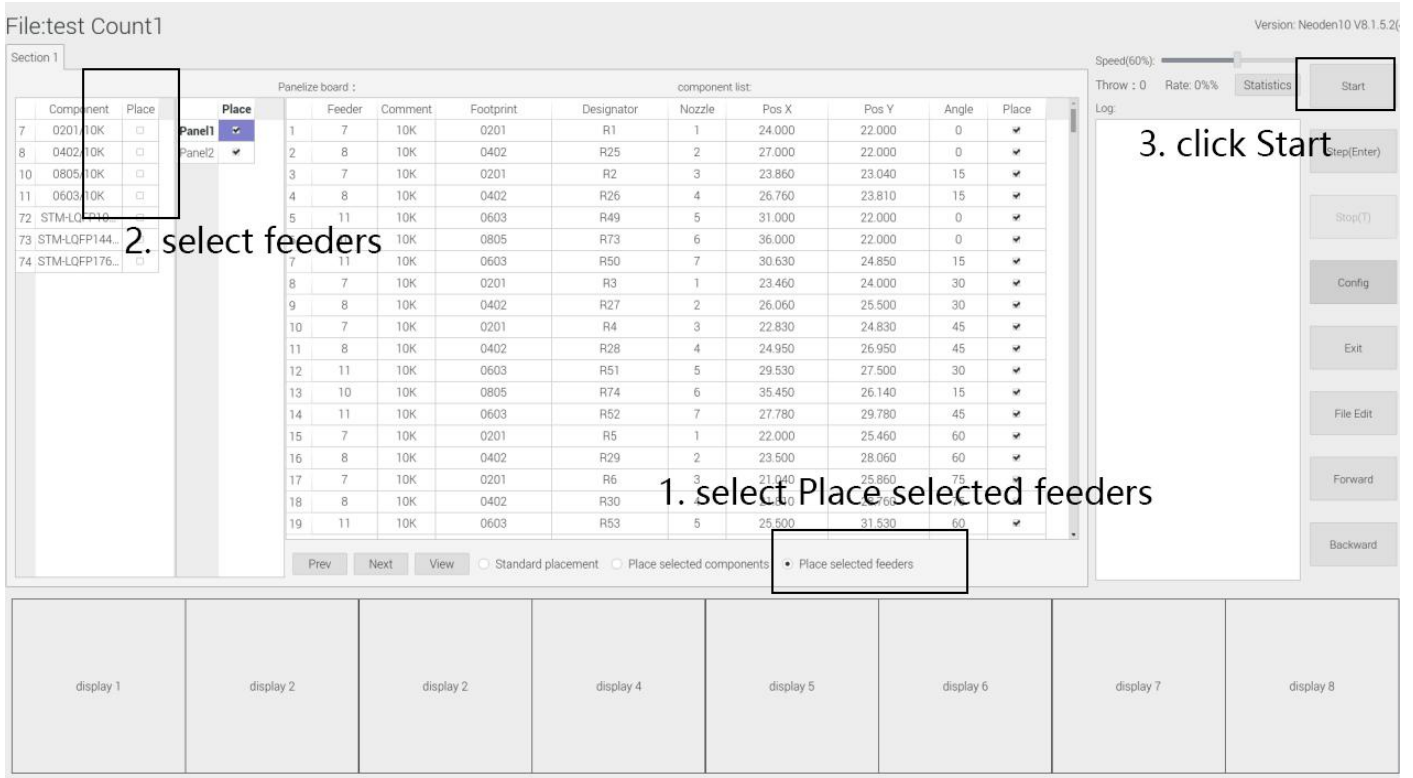 File:test Count1
Version: Neoden10 V8.1.5.2(
Section 1
Speed(60%):
Panelize board :
component list:
Throw : 0 Rate: 0%% Statistics Start
Log:
Component Place
7 0201/10K
8 0402/10K
10 0805/10K
11 0603/10K
72 STM-LQFP10...
73 STM-LQFP144...
74 STM-LQFP176...
2. select feeders
Place
Panel1
Panel2
Feeder Comment Footprint Designator Nozzle Pos X Pos Y Angle Place
1 7 10K 0201 R1 1 24.000 22.000 0
2 8 10K 0402 R25 2 27.000 22.000 0
3 7 10K 0201 R2 3 23.860 23.040 15
4 8 10K 0402 R26 4 26.760 23.810 15
5 11 10K 0603 R49 5 31.000 22.000 0
10K 0805 R73 6 36.000 22.000 0
7 11 10K 0603 R50 7 30.630 24.850 15
8 7 10K 0201 R3 1 23.460 24.000 30
9 8 10K 0402 R27 2 26.060 25.500 30
10 7 10K 0201 R4 3 22.830 24.830 45
11 8 10K 0402 R28 4 24.950 26.950 45
12 11 10K 0603 R51 5 29.530 27.500 30
13 10 10K 0805 R74 6 35.450 26.140 15
14 11 10K 0603 R52 7 27.780 29.780 45
15 7 10K 0201 R5 1 22.000 25.460 60
16 8 10K 0402 R29 2 23.500 28.060 60
17 7 10K 0201 R6 3 21.040 25.860 75
18 8 10K 0402 R30
19 11 10K 0603 R53 5 25.500 31.530 60
1. select Place selected feeders
Prev Next View Standard placement Place selected components Place selected feeders
3. click Start
Step(Enter)
Stop(T)
Config
Exit
File Edit
Forward
Backward
display 1 display 2 display 2 display 4 display 5 display 6 display 7 display 8